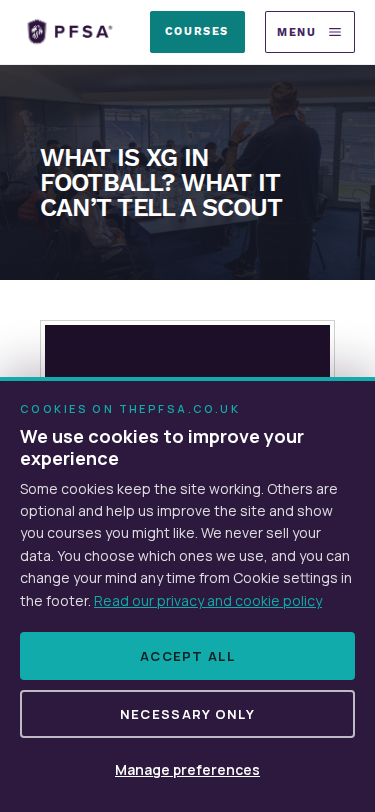 PFSA
COURSES
MENU
WHAT IS XG IN
FOOTBALL? WHAT IT
CAN’T TELL A SCOUT
COOKIES ON THEPFSA.CO.UK
We use cookies to improve your
experience
Some cookies keep the site working. Others are
optional and help us improve the site and show
you courses you might like. We never sell your
data. You choose which ones we use, and you can
change your mind any time from Cookie settings in
the footer. Read our privacy and cookie policy
ACCEPT ALL
NECESSARY ONLY
Manage preferences